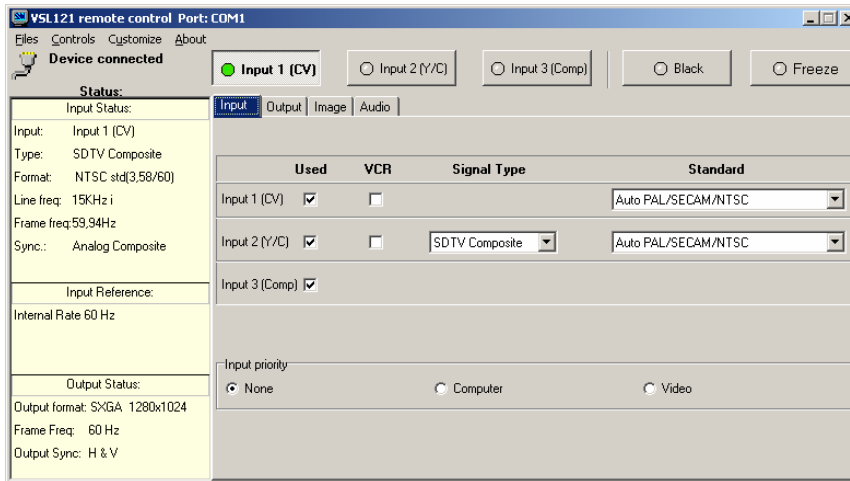 VSL121 remote control Port: COM1
Files Controls Customize About
Device connected
Status:
Input 1 (CV) Input 2 (Y/C) Input 3 (Comp) Black Freeze
Input Status:
Input: Input 1 (CV)
Type: SDTV Composite
Format: NTSC std(3,58/60)
Line freq: 15KHz i
Frame freq:59,94Hz
Sync.: Analog Composite
Input Reference:
Internal Rate 60 Hz
Output Status:
Output format: SXGA 1280x1024
Frame Freq: 60 Hz
Output Sync: H & V
Input Output Image Audio
Used VCR Signal Type Standard
Input 1 (CV) Auto PAL/SECAM/NTSC
Input 2 (Y/C) SDTV Composite Auto PAL/SECAM/NTSC
Input 3 (Comp)
Input priority
None Computer Video